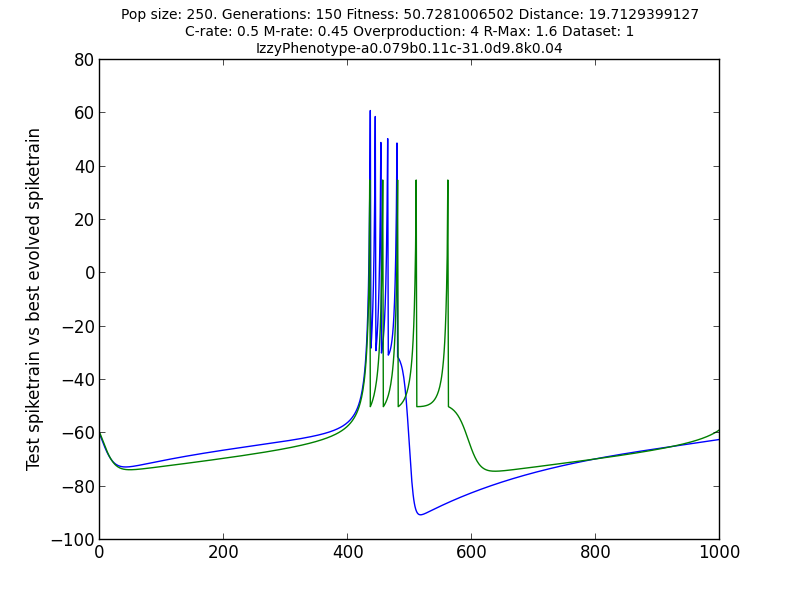 Pop size: 250. Generations: 150 Fitness: 50.7281006502 Distance: 19.7129399127
C-rate: 0.5 M-rate: 0.45 Overproduction: 4 R-Max: 1.6 Dataset: 1
IzzyPhenotype-a0.079b0.11c-31.0d9.8k0.04
Test spiketrain vs best evolved spiketrain
80
60
40
20
0
−20
−40
−60
−80
−100
0 200 400 600 800 1000